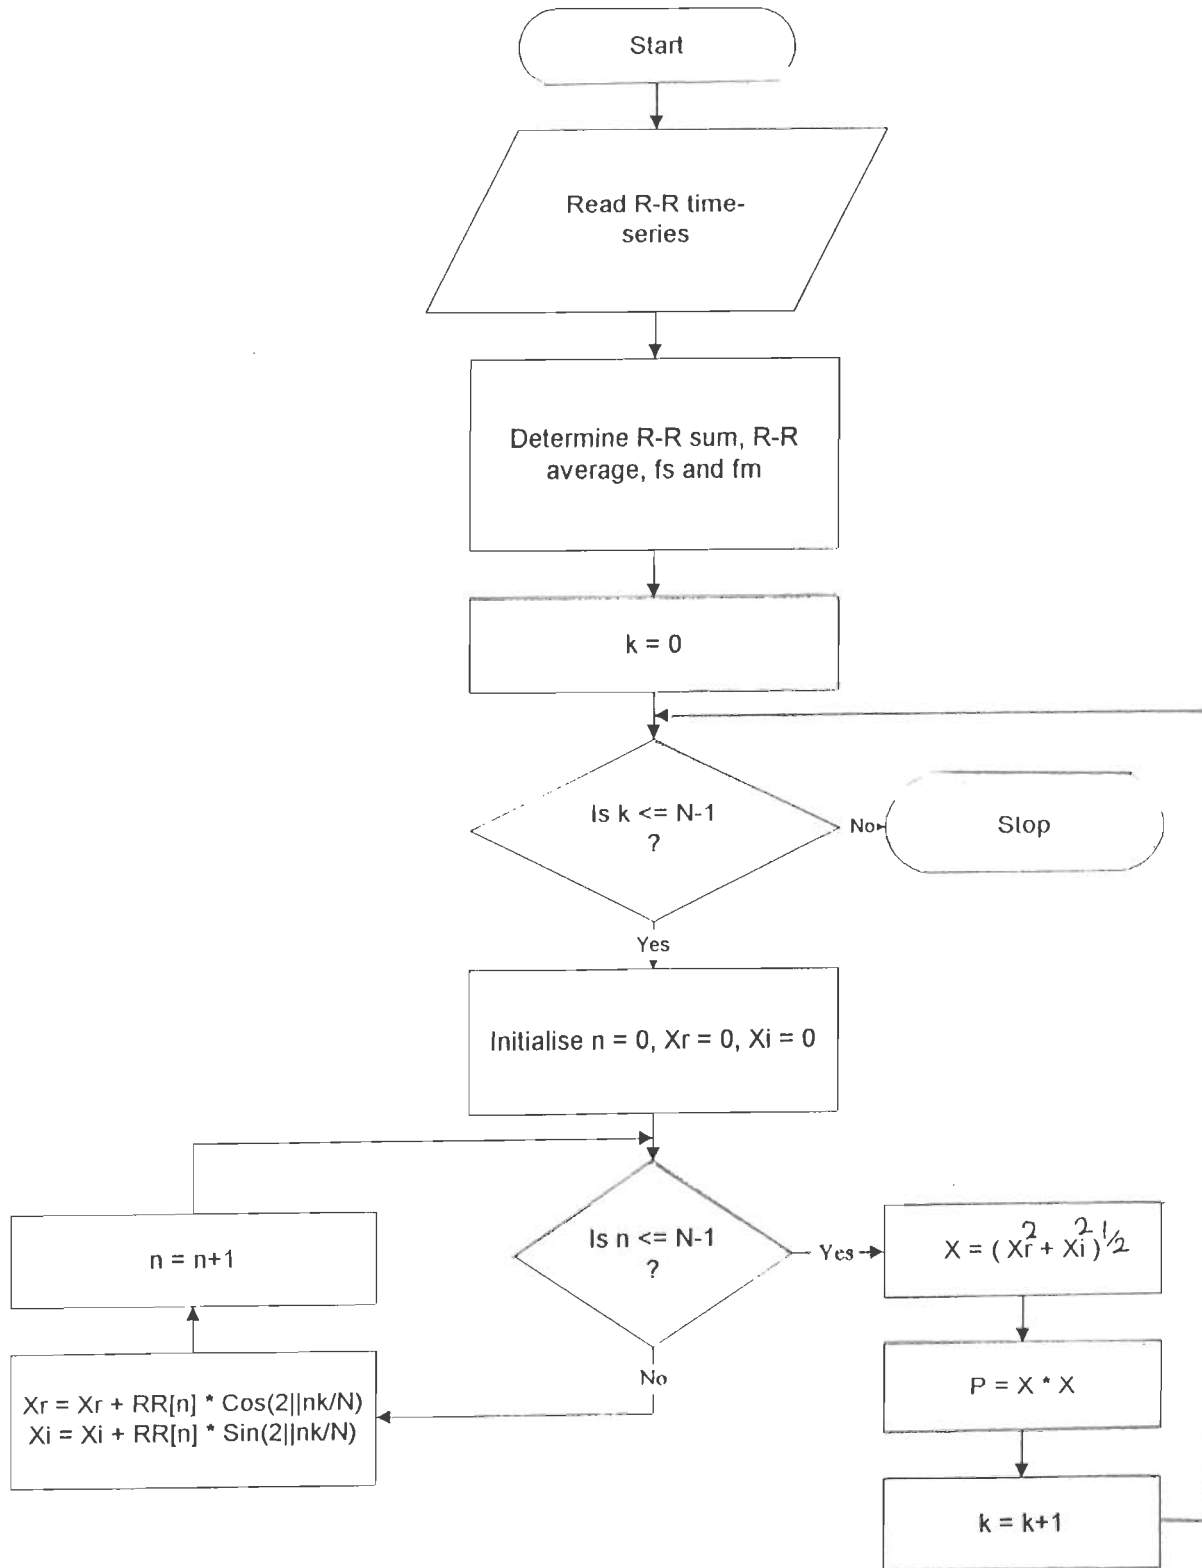 Start
Read R-R time-
series
Determine R-R sum, R-R
average, fs and fm
k = 0
Is k <= N-1
?
No
Stop
Yes
Initialise n = 0, Xr = 0, Xi = 0
Is n <= N-1
?
Yes
X = (Xr² + Xi²)^1/2
n = n+1
No
P = X * X
Xr = Xr + RR[n] * Cos(2||nk/N)
Xi = Xi + RR[n] * Sin(2||nk/N)
k = k+1